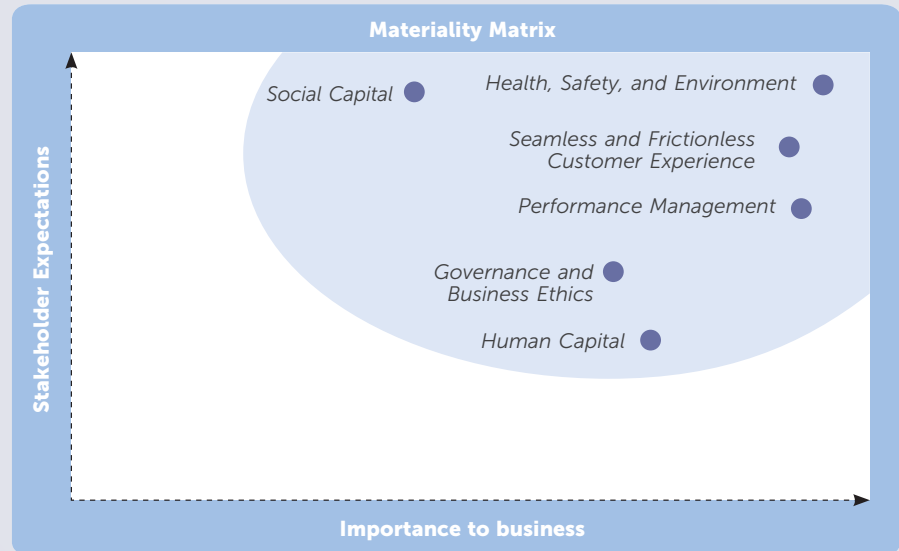 Materiality Matrix
Social Capital
Health, Safety, and Environment
Seamless and Frictionless
Customer Experience
Performance Management
Governance and
Business Ethics
Human Capital
Stakeholder Expectations
Importance to business